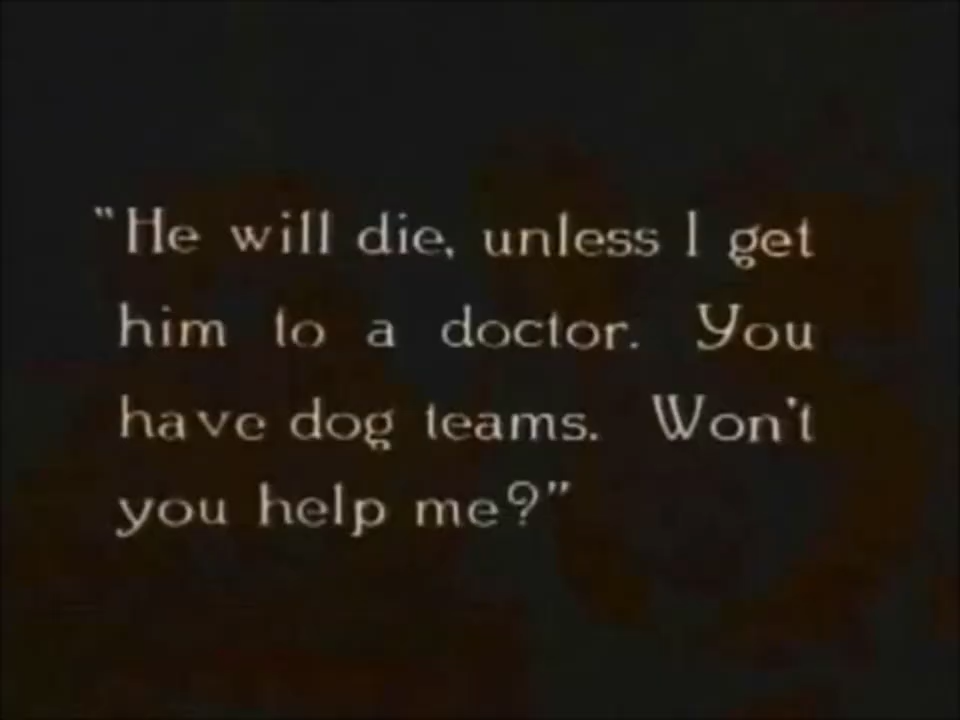 "He will die, unless I get
him to a doctor. You
have dog teams. Won't
you help me?"